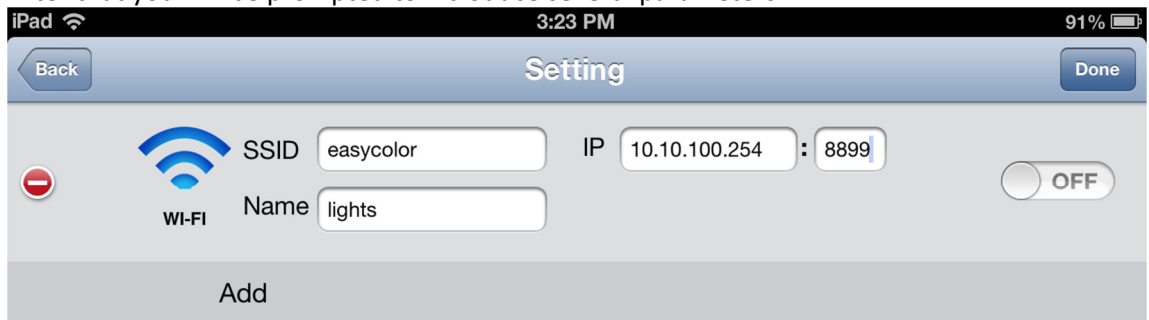 iPad 3:23 PM 91%
Back Setting Done
SSID easycolor IP 10.10.100.254 : 8899
WI-FI Name lights OFF
Add